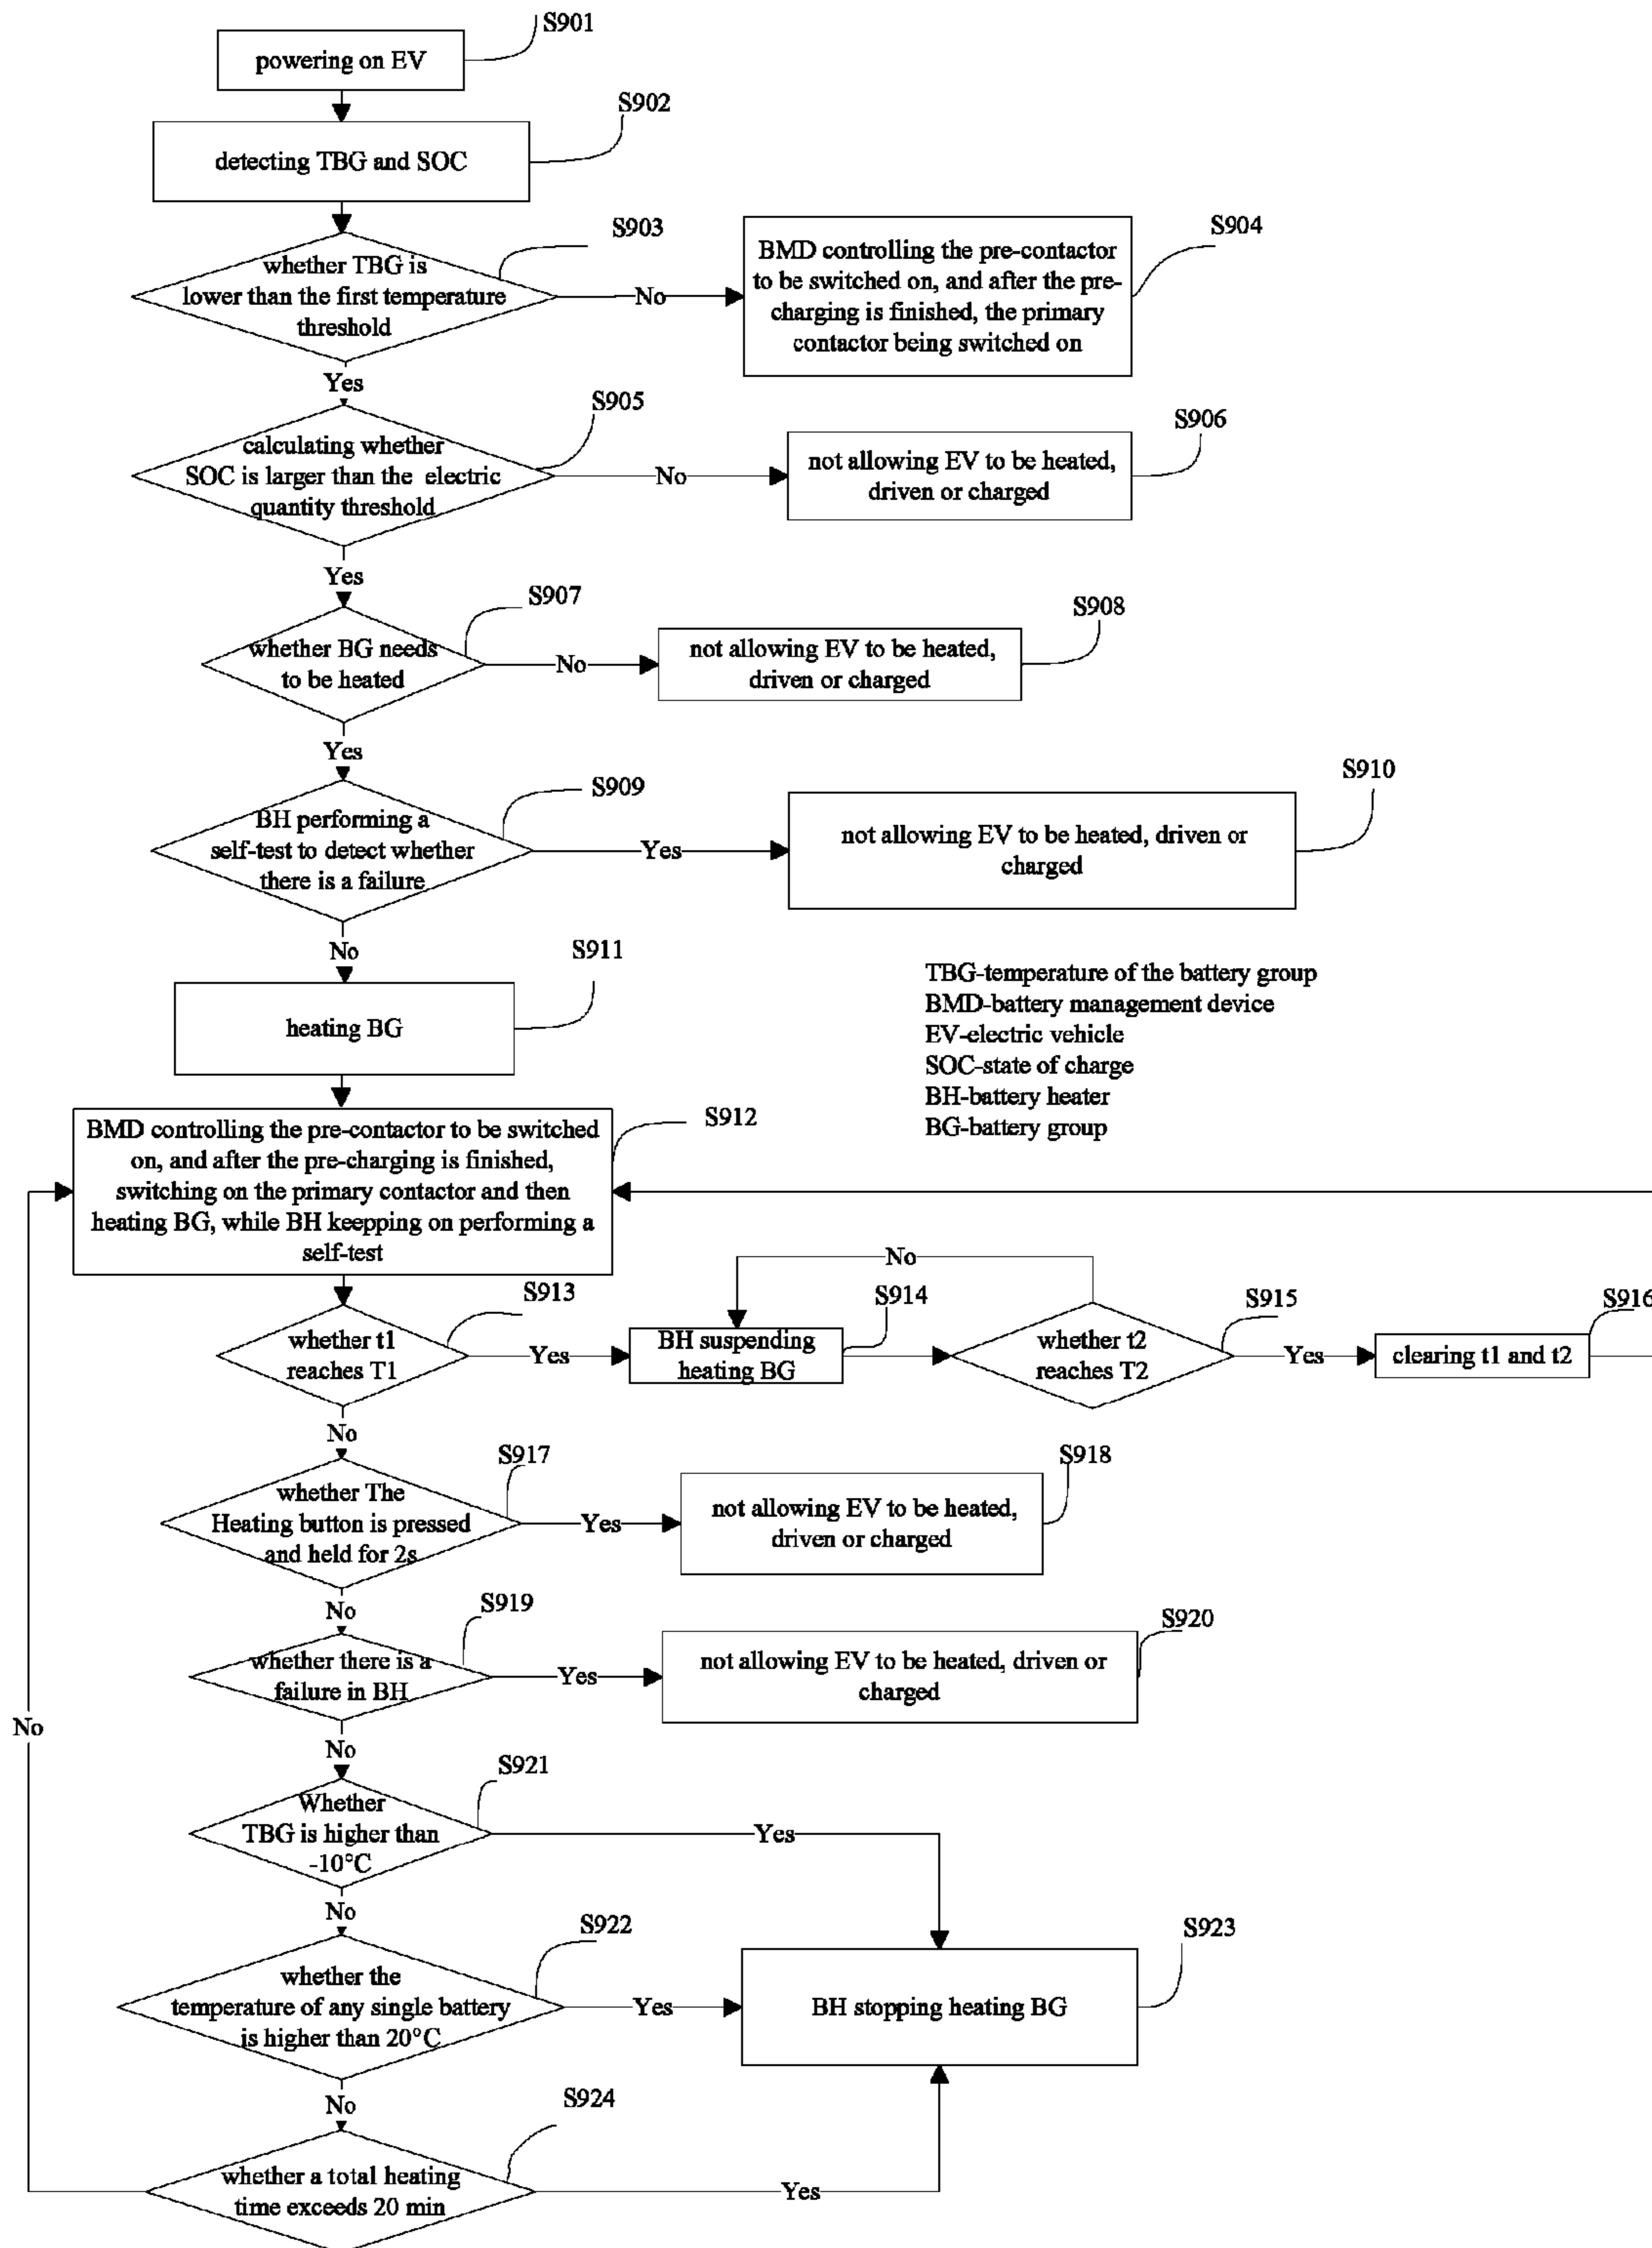 S901
powering on EV
S902
detecting TBG and SOC
S903
whether TBG is
lower than the first temperature
threshold
No
S904
BMD controlling the pre-contactor
to be switched on, and after the pre-
charging is finished, the primary
contactor being switched on
Yes
S905
calculating whether
SOC is larger than the electric
quantity threshold
No
S906
not allowing EV to be heated,
driven or charged
Yes
S907
whether BG needs
to be heated
No
S908
not allowing EV to be heated,
driven or charged
Yes
S909
BH performing a
self-test to detect whether
there is a failure
Yes
S910
not allowing EV to be heated, driven or
charged
No
S911
heating BG
TBG-temperature of the battery group
BMD-battery management device
EV-electric vehicle
SOC-state of charge
BH-battery heater
BG-battery group
S912
BMD controlling the pre-contactor to be switched
on, and after the pre-charging is finished,
switching on the primary contactor and then
heating BG, while BH keepping on performing a
self-test
S913
whether t1
reaches T1
Yes
S914
BH suspending
heating BG
No
S915
whether t2
reaches T2
Yes
S916
clearing t1 and t2
No
S917
whether The
Heating button is pressed
and held for 2s
Yes
S918
not allowing EV to be heated,
driven or charged
No
S919
whether there is a
failure in BH
Yes
S920
not allowing EV to be heated, driven or
charged
No
S921
Whether
TBG is higher than
-10°C
Yes
No
S922
whether the
temperature of any single battery
is higher than 20°C
Yes
S923
BH stopping heating BG
No
S924
whether a total heating
time exceeds 20 min
Yes
No